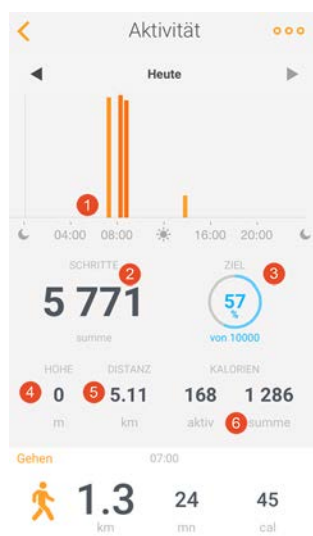 Aktivität
Heute
1
04:00 08:00 16:00 20:00
SCHRITTE 2 ZIEL 3
5 771 57 %
summe von 10000
HÖHE DISTANZ KALORIEN
4 0 5 5.11 168 1 286
m km aktiv 6 summe
Gehen 07:00
1.3 24 45
km mn cal